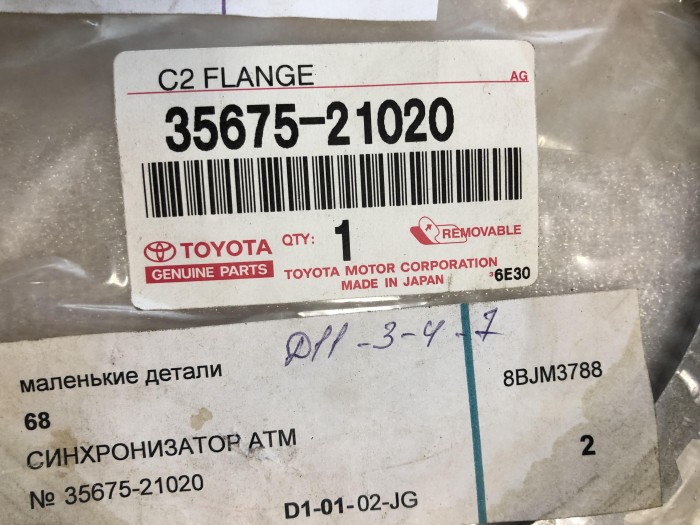 C2 FLANGE
AG
35675-21020
TOYOTA
GENUINE PARTS
QTY: 1
REMOVABLE
TOYOTA MOTOR CORPORATION
MADE IN JAPAN
6E30
D11-3-4-7
маленькие детали
8BJM3788
68
СИНХРОНИЗАТОР АТМ
2
№ 35675-21020
D1-01-02-JG